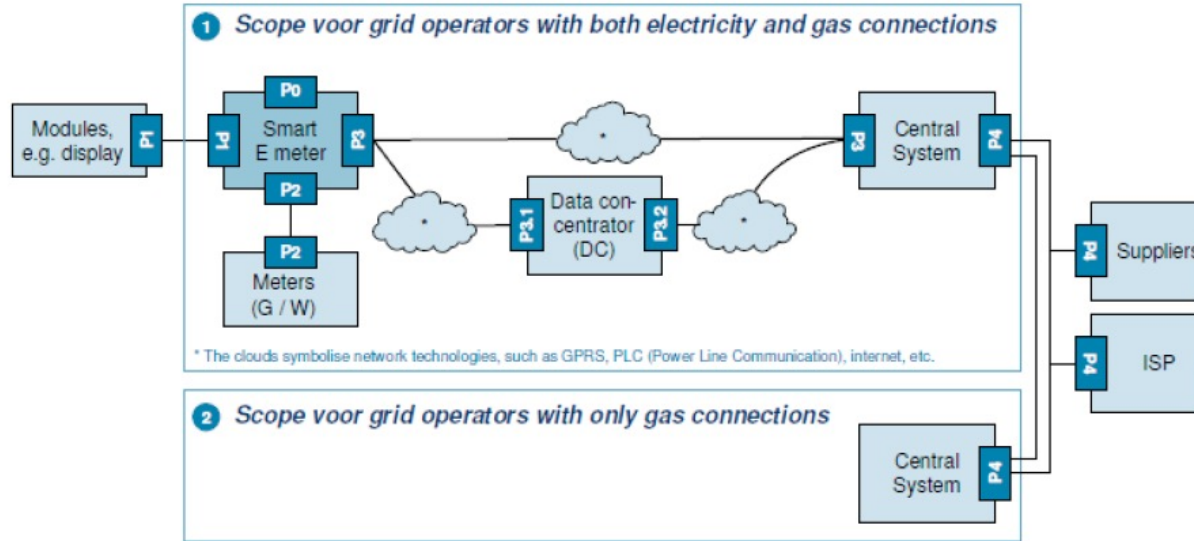 1 Scope voor grid operators with both electricity and gas connections
Modules,
e.g. display
P1
P1
P0
Smart
E meter
P3
P2
P2
Meters
(G / W)
*
*
P3.1
Data con-
centrator
(DC)
P3.2
*
P3
Central
System
P4
P4
Suppliers
P4
ISP
* The clouds symbolise network technologies, such as GPRS, PLC (Power Line Communication), internet, etc.
2 Scope voor grid operators with only gas connections
Central
System
P4